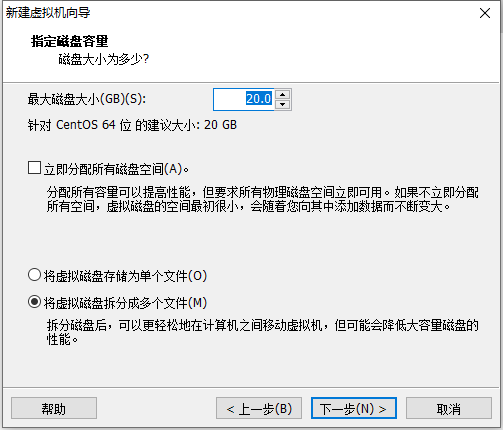 新建虚拟机向导
指定磁盘容量
磁盘大小为多少?
最大磁盘大小(GB)(S):
20.0
针对 CentOS 64 位 的建议大小: 20 GB
立即分配所有磁盘空间(A)。
分配所有容量可以提高性能，但要求所有物理磁盘空间立即可用。如果不立即分配
所有空间，虚拟磁盘的空间最初很小，会随着您向其中添加数据而不断变大。
将虚拟磁盘存储为单个文件(O)
将虚拟磁盘拆分成多个文件(M)
拆分磁盘后，可以更轻松地在计算机之间移动虚拟机，但可能会降低大容量磁盘的
性能。
帮助
< 上一步(B)
下一步(N) >
取消